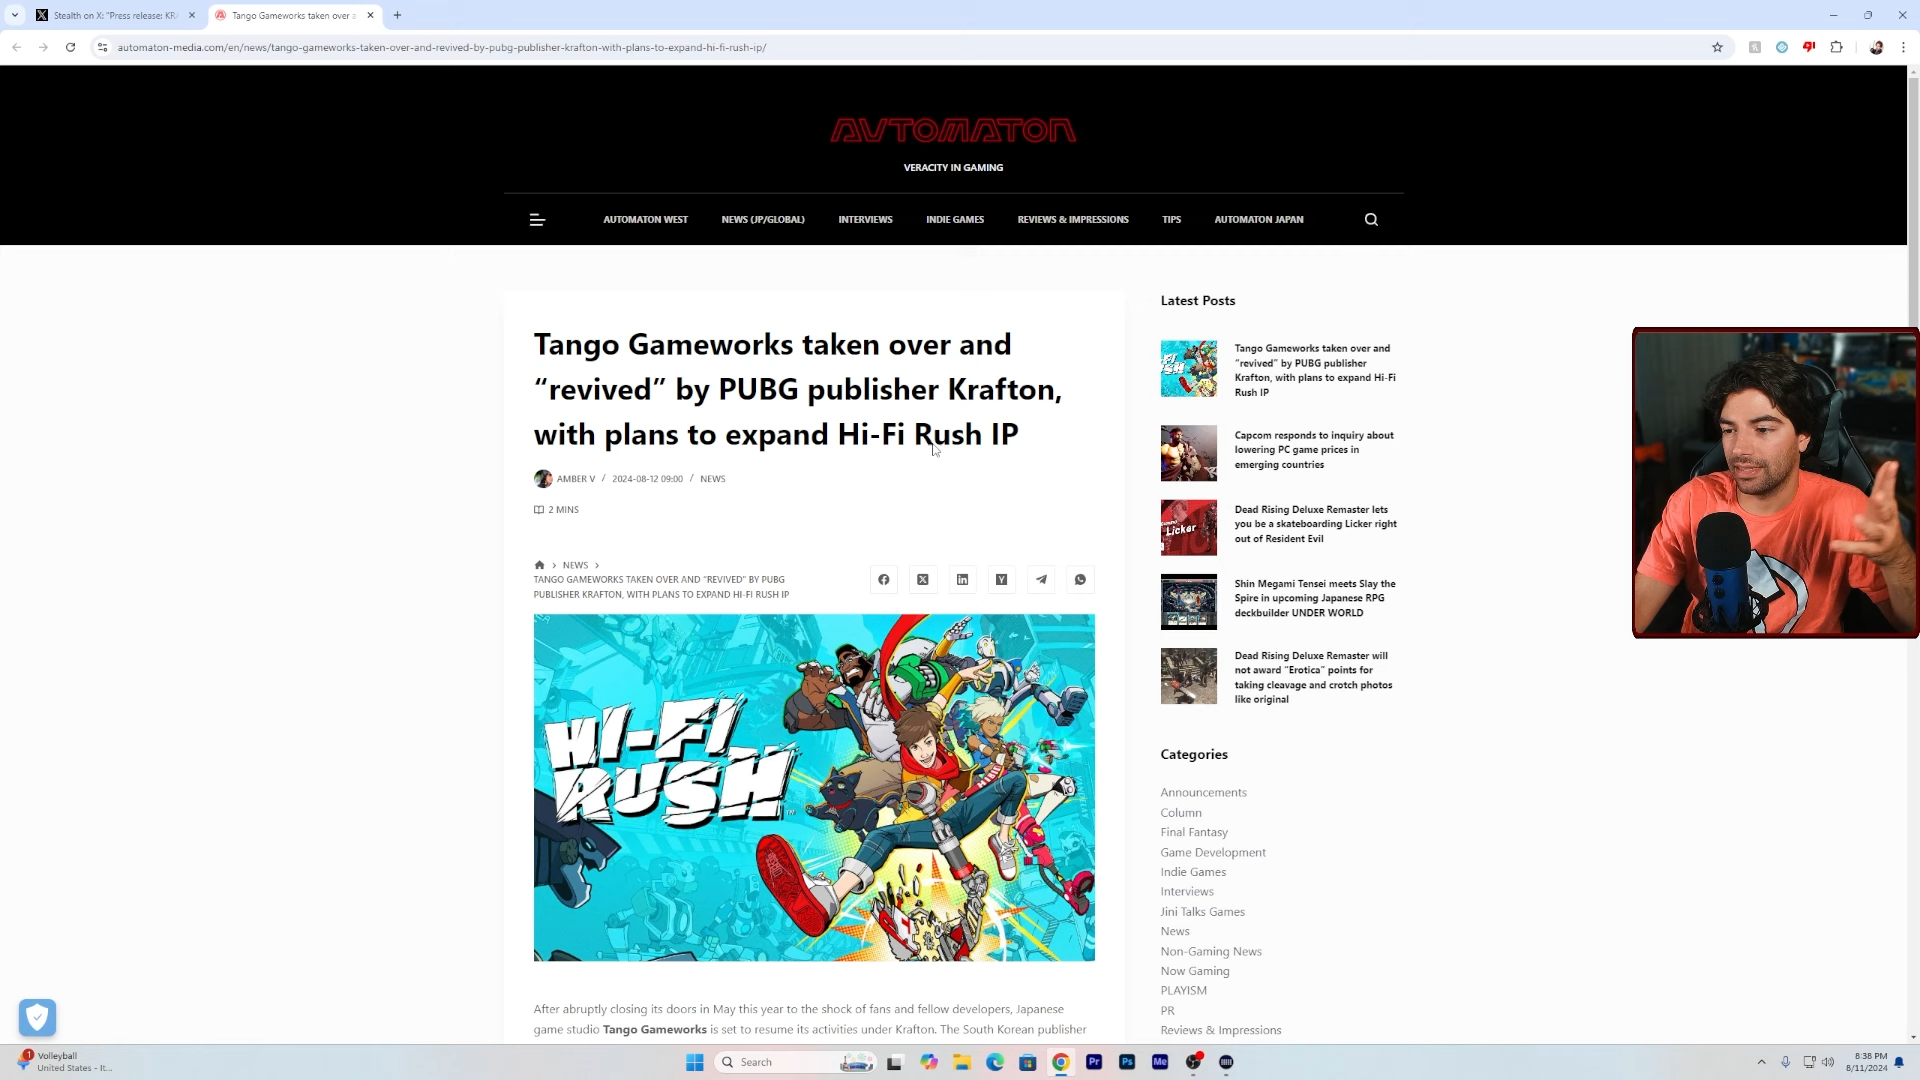 Stealth on X: "Press release: KRA
Tango Gameworks taken over a
automaton-media.com/en/news/tango-gameworks-taken-over-and-revived-by-pubg-publisher-krafton-with-plans-to-expand-hi-fi-rush-ip/
AUTOMATON
VERACITY IN GAMING
AUTOMATON WEST
NEWS (JP/GLOBAL)
INTERVIEWS
INDIE GAMES
REVIEWS & IMPRESSIONS
TIPS
AUTOMATON JAPAN
Tango Gameworks taken over and
“revived” by PUBG publisher Krafton,
with plans to expand Hi-Fi Rush IP
AMBER V / 2024-08-12 09:00 / NEWS
2 MINS
NEWS
TANGO GAMEWORKS TAKEN OVER AND “REVIVED” BY PUBG
PUBLISHER KRAFTON, WITH PLANS TO EXPAND HI-FI RUSH IP
HI-FI
RUSH
After abruptly closing its doors in May this year to the shock of fans and fellow developers, Japanese
game studio Tango Gameworks is set to resume its activities under Krafton. The South Korean publisher
Latest Posts
Tango Gameworks taken over and
“revived” by PUBG publisher
Krafton, with plans to expand Hi-Fi
Rush IP
Capcom responds to inquiry about
lowering PC game prices in
emerging countries
Licker
Dead Rising Deluxe Remaster lets
you be a skateboarding Licker right
out of Resident Evil
Shin Megami Tensei meets Slay the
Spire in upcoming Japanese RPG
deckbuilder UNDER WORLD
Dead Rising Deluxe Remaster will
not award “Erotica” points for
taking cleavage and crotch photos
like original
Categories
Announcements
Column
Final Fantasy
Game Development
Indie Games
Interviews
Jini Talks Games
News
Non-Gaming News
Now Gaming
PLAYISM
PR
Reviews & Impressions
1
Volleyball
United States - It...
Search
Pr
Ps
Me
8:38 PM
8/11/2024